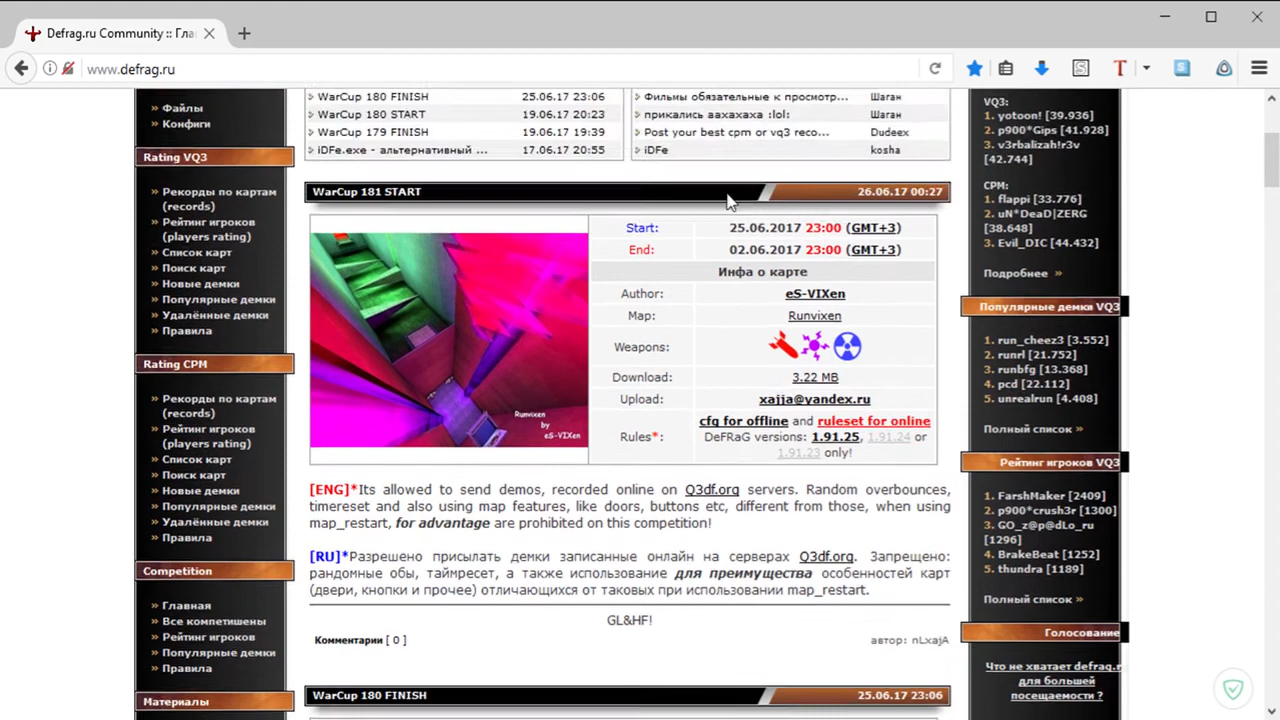 Defrag.ru Community :: Гла
www.defrag.ru
» Файлы
» Конфиги
Rating VQ3
» Рекорды по картам
(records)
» Рейтинг игроков
(players rating)
» Список карт
» Поиск карт
» Новые демки
» Популярные демки
» Удалённые демки
» Правила
Rating CPM
» Рекорды по картам
(records)
» Рейтинг игроков
(players rating)
» Список карт
» Поиск карт
» Новые демки
» Популярные демки
» Удалённые демки
» Правила
Competition
» Главная
» Все компетишены
» Рейтинг игроков
» Популярные демки
» Правила
Материалы
WarCup 180 FINISH 25.06.17 23:06
WarCup 180 START 19.06.17 20:23
WarCup 179 FINISH 17.06.17 19:39
iDFe.exe - альтернативный ... 17.06.17 20:55
Фильмы обязательные к просмотр... Шаган
прикались аахахаха :lol: Шаган
Post your best cpm or vq3 reco... Dudeex
iDFe kosha
WarCup 181 START 26.06.17 00:27
Runvixen
by
eS-VIXen
Start: 25.06.2017 23:00 (GMT+3)
End: 02.06.2017 23:00 (GMT+3)
Инфа о карте
Author: eS-VIXen
Map: Runvixen
Weapons:
Download: 3.22 MB
Upload: xajja@yandex.ru
Rules*: cfg for offline and ruleset for online
DeFRaG versions: 1.91.25, 1.91.24 or
1.91.23 only!
[ENG]*Its allowed to send demos, recorded online on Q3df.org servers. Random overbounces,
timereset and also using map features, like doors, buttons etc, different from those, when using
map_restart, for advantage are prohibited on this competition!
[RU]*Разрешено присылать демки записанные онлайн на серверах Q3df.org. Запрещено:
рандомные обы, таймресет, а также использование для преимущества особенностей карт
(двери, кнопки и прочее) отличающихся от таковых при использовании map_restart.
GL&HF!
Комментарии [ 0 ] автор: nLxajA
WarCup 180 FINISH 25.06.17 23:06
VQ3:
1. yotoon! [39.936]
2. p900*Gips [41.928]
3. v3rbalizah!r3v
[42.744]
CPM:
1. flappi [33.776]
2. uN*DeaD|ZERG
[38.648]
3. Evil_DIC [44.432]
Подробнее »
Популярные демки VQ3
1. run_cheez3 [3.552]
2. runrl [21.752]
3. runbfg [13.368]
4. pcd [22.112]
5. unrealrun [4.408]
Полный список »
Рейтинг игроков VQ3
1. FarshMaker [2409]
2. p900*crush3r [1300]
3. GO_z@p@dLo_ru
[1296]
4. BrakeBeat [1252]
5. thundra [1189]
Полный список »
Голосование
Что не хватает defrag.r
для большей
посещаемости ?